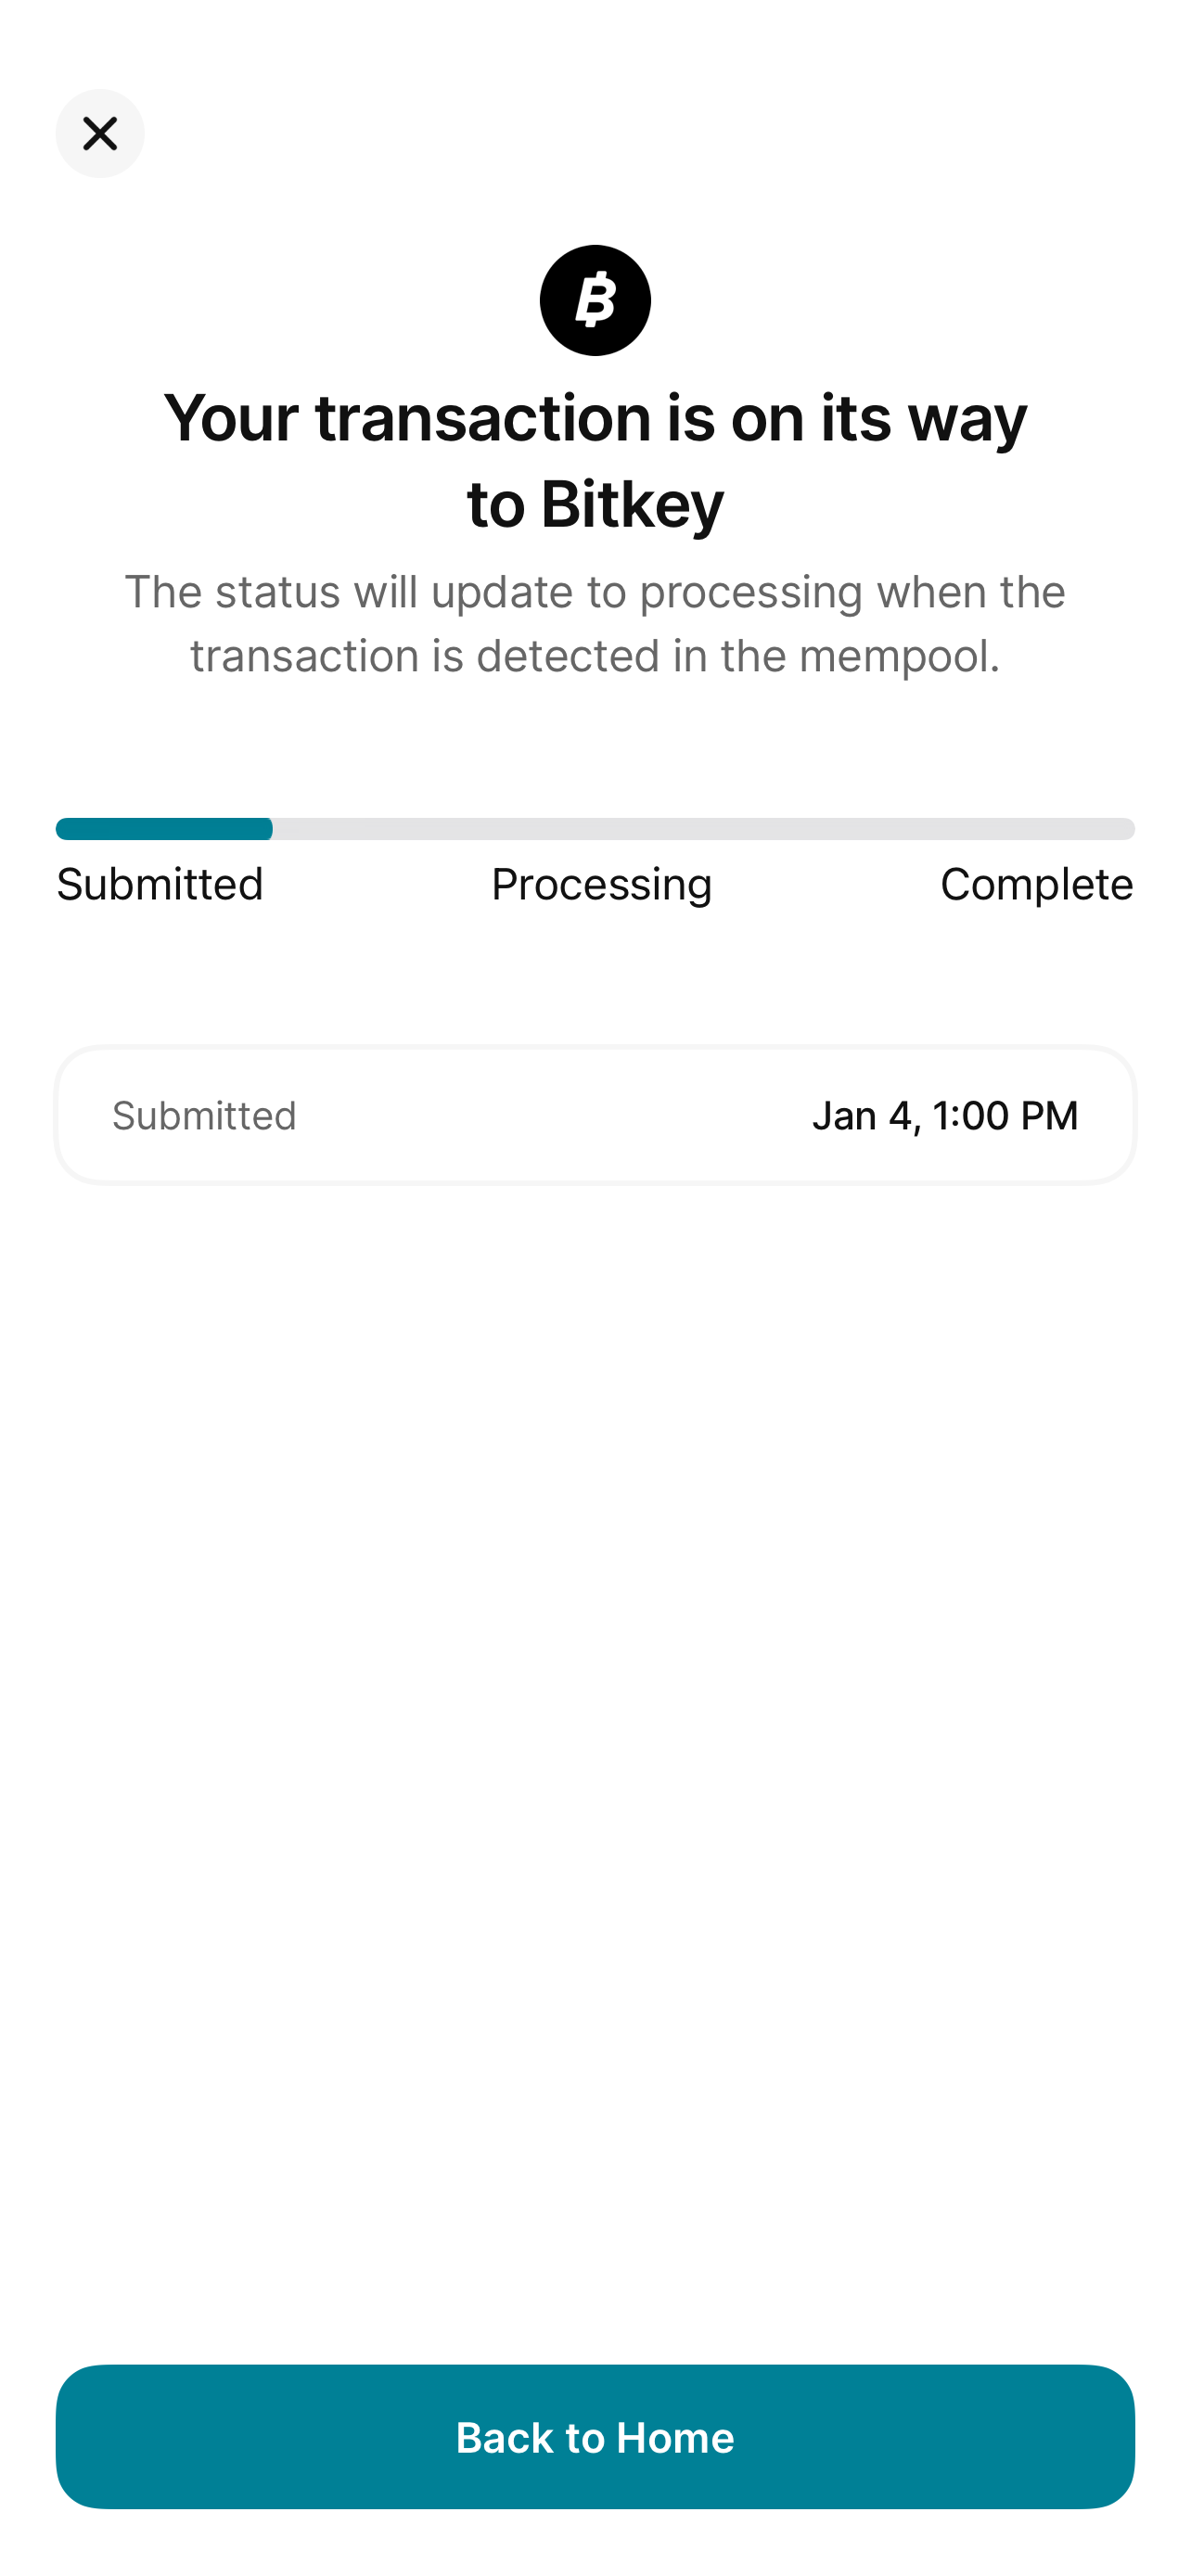 Your transaction is on its way
to Bitkey
The status will update to processing when the
transaction is detected in the mempool.
Submitted Processing Complete
Submitted Jan 4, 1:00 PM
Back to Home